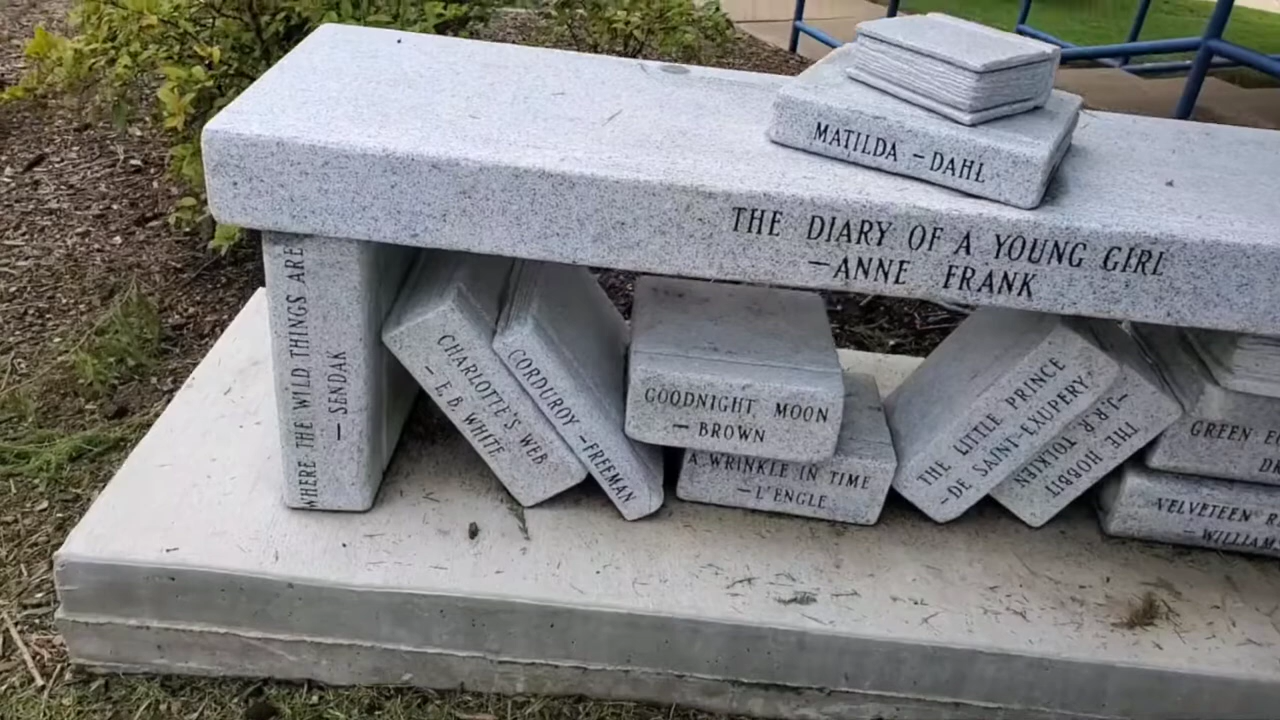 MATILDA - DAHL
THE DIARY OF A YOUNG GIRL
-ANNE FRANK
WHERE THE WILD THINGS ARE
- SENDAK
CHARLOTTE'S WEB
- E. B. WHITE
CORDUROY -FREEMAN
GOODNIGHT MOON
- BROWN
A WRINKLE IN TIME
-L'ENGLE
THE LITTLE PRINCE
-DE SAINT-EXUPERY
THE HOBBIT
-J.R.R. TOLKIEN
GREEN
VELVETEEN
- WILLIAM